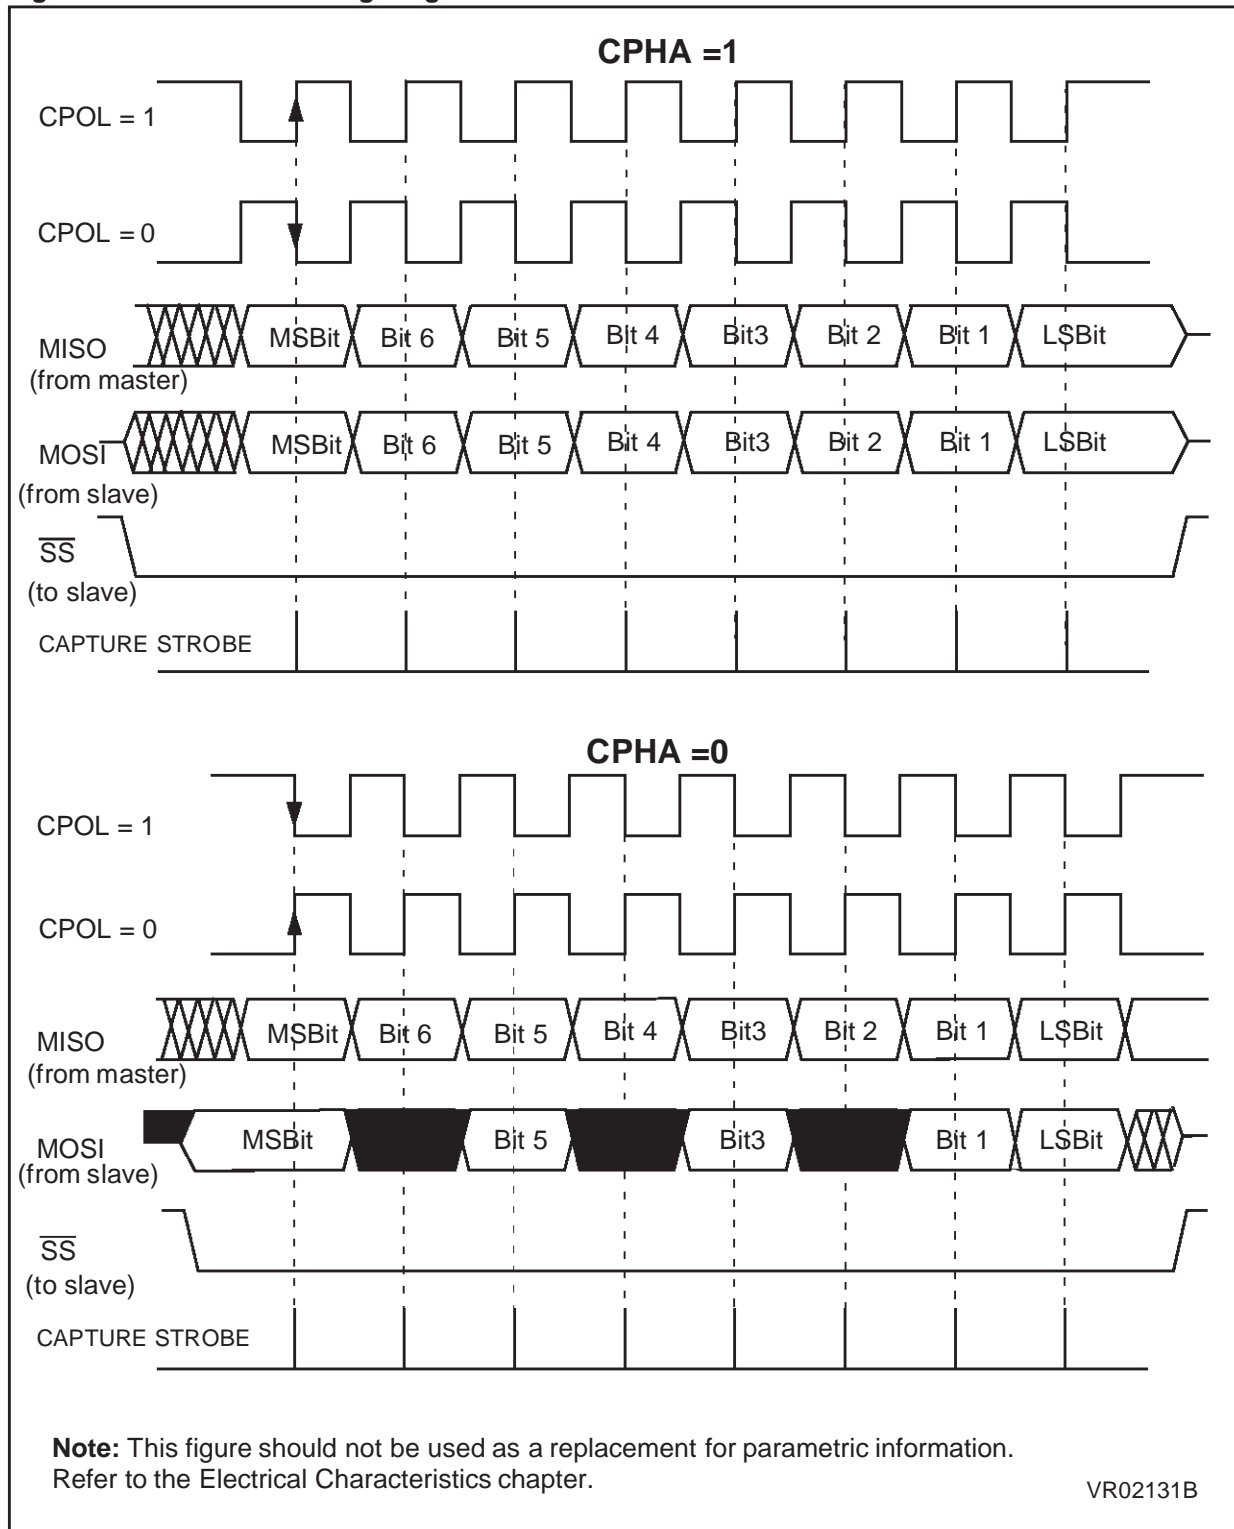 CPHA =1
CPOL = 1
CPOL = 0
MISO
(from master)
MSBit Bit 6 Bit 5 Bit 4 Bit3 Bit 2 Bit 1 LSBit
MOSI
(from slave)
MSBit Bit 6 Bit 5 Bit 4 Bit3 Bit 2 Bit 1 LSBit
SS
(to slave)
CAPTURE STROBE
CPHA =0
CPOL = 1
CPOL = 0
MISO
(from master)
MSBit Bit 6 Bit 5 Bit 4 Bit3 Bit 2 Bit 1 LSBit
MOSI
(from slave)
MSBit Bit 5 Bit3 Bit 1 LSBit
SS
(to slave)
CAPTURE STROBE
Note: This figure should not be used as a replacement for parametric information.
Refer to the Electrical Characteristics chapter.
VR02131B